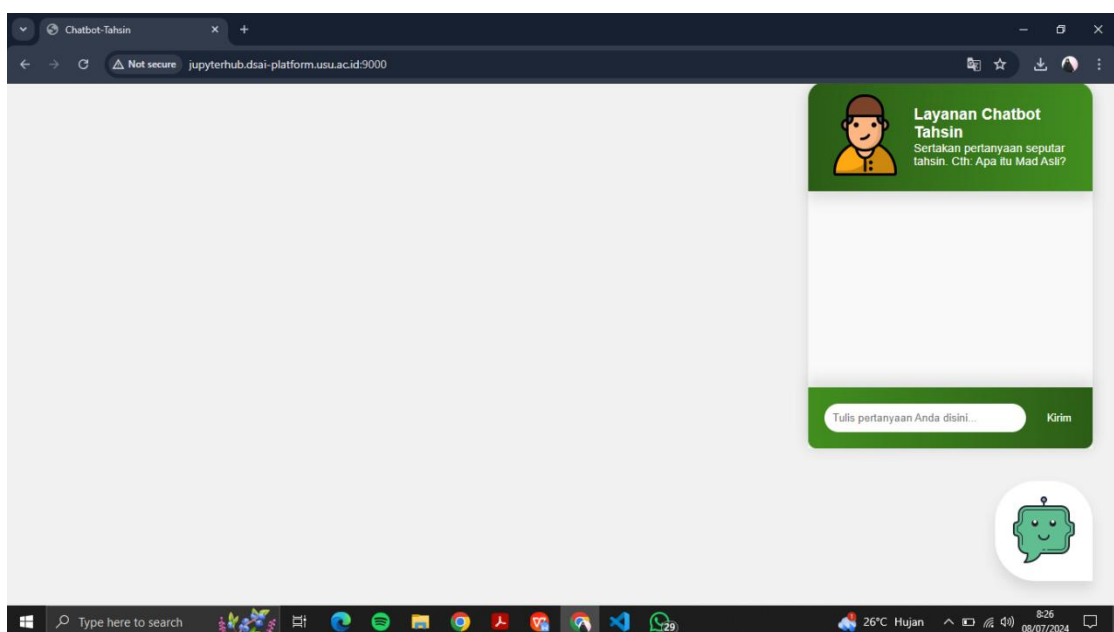 Chatbot-Tahsin
Not secure jupyterhub.dsai-platform.usu.ac.id:9000
Layanan Chatbot
Tahsin
Sertakan pertanyaan seputar
tahsin. Cth: Apa itu Mad Asli?
Tulis pertanyaan Anda disini...
Kirim
Type here to search
29
26°C Hujan
8:26
08/07/2024